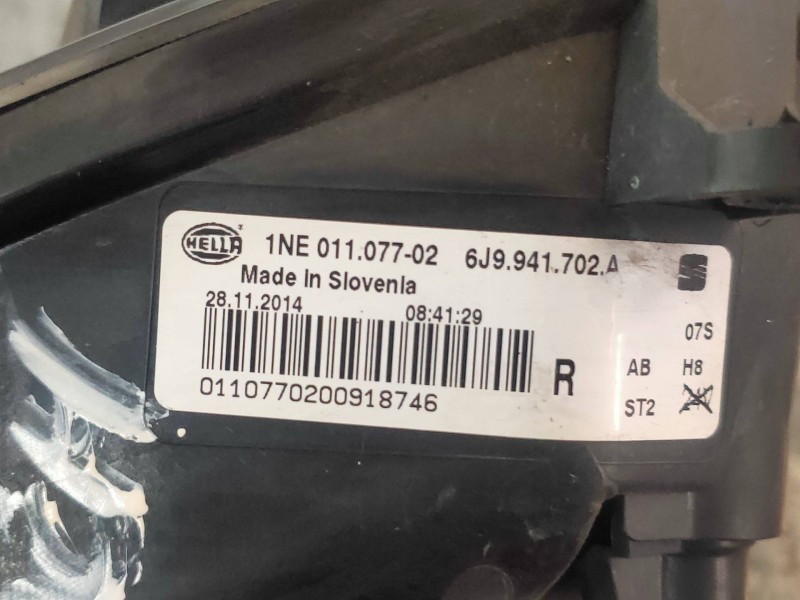 HELLA 1NE 011.077-02 6J9.941.702.A
Made in Slovenia
28.11.2014 08:41:29
07S
R AB H8
0110770200918746
ST2